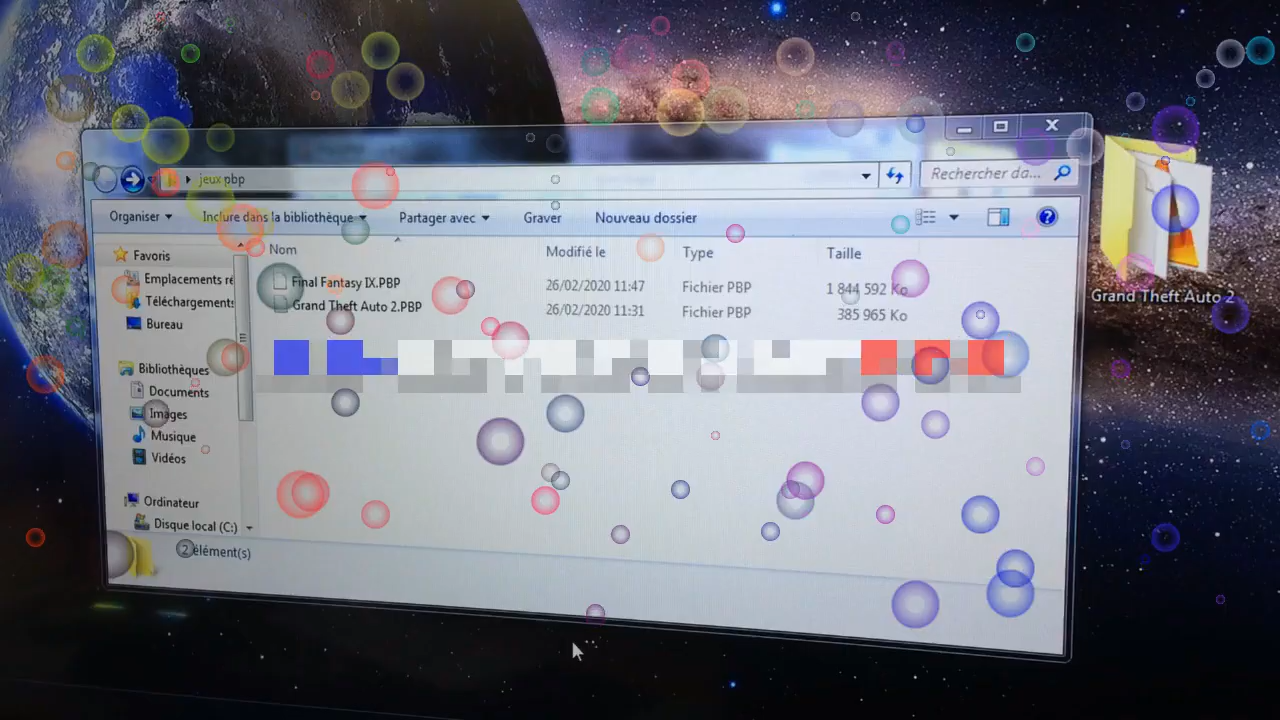 jeux pbp
Rechercher da...
Organiser
Inclure dans la bibliothèque
Partager avec
Graver
Nouveau dossier
Favoris
Emplacements ré
Téléchargements
Bureau
Bibliothèques
Documents
Images
Musique
Vidéos
Ordinateur
Disque local (C:)
Nom Modifié le Type Taille
Final Fantasy IX.PBP 26/02/2020 11:47 Fichier PBP 1 844 592 Ko
Grand Theft Auto 2.PBP 26/02/2020 11:31 Fichier PBP 385 965 Ko
2 élément(s)
Grand Theft Auto 2